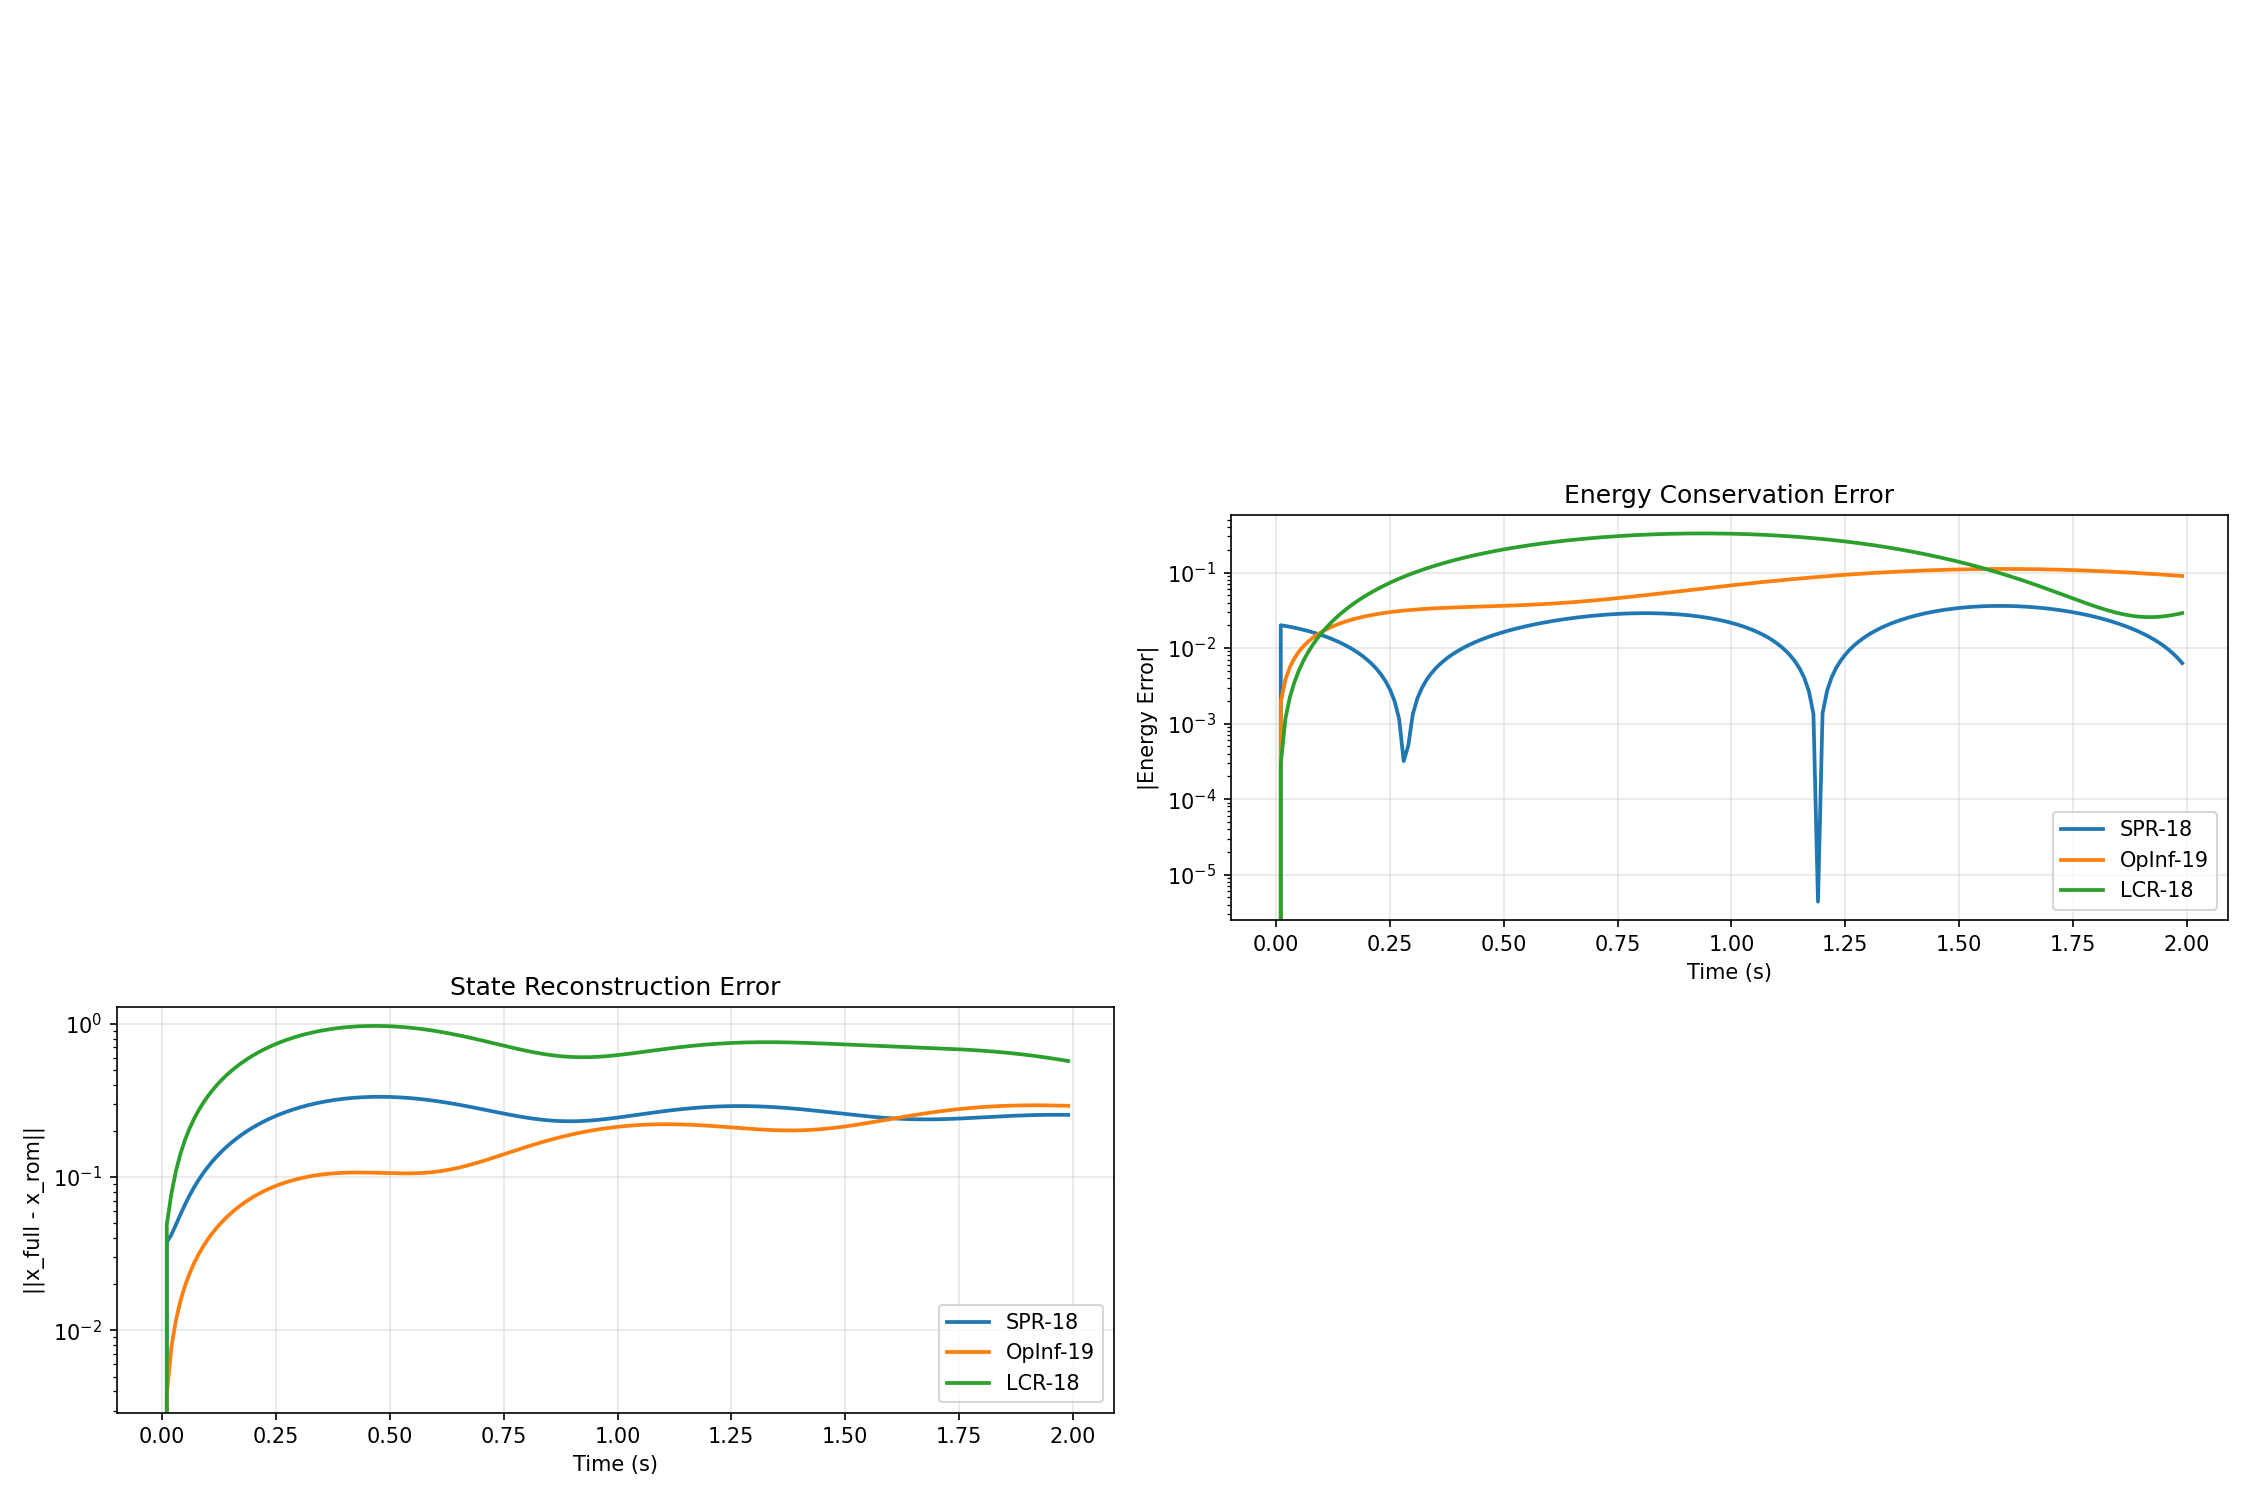 Energy Conservation Error
|Energy Error|
10⁻¹
10⁻²
10⁻³
10⁻⁴
10⁻⁵
SPR-18
OpInf-19
LCR-18
0.00 0.25 0.50 0.75 1.00 1.25 1.50 1.75 2.00
Time (s)
State Reconstruction Error
||x_full - x_rom||
10⁰
10⁻¹
10⁻²
SPR-18
OpInf-19
LCR-18
0.00 0.25 0.50 0.75 1.00 1.25 1.50 1.75 2.00
Time (s)